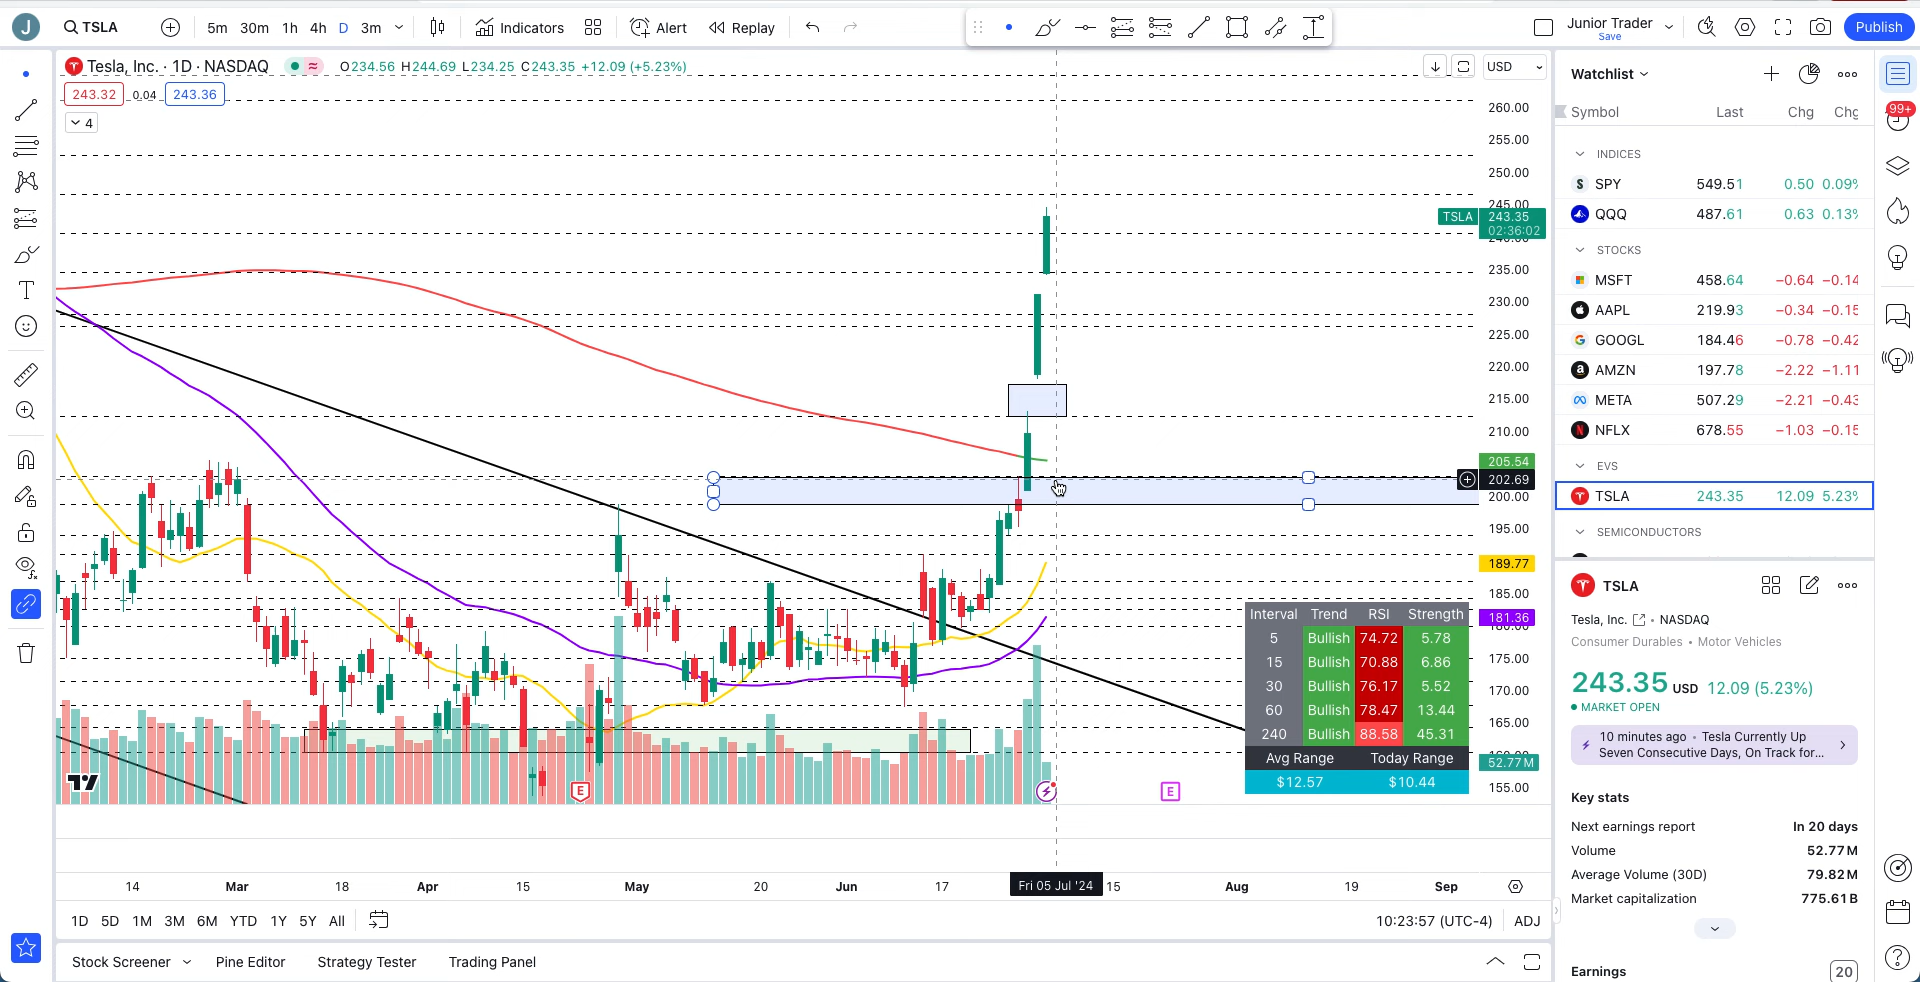 J TSLA 5m 30m 1h 4h D 3m Indicators Alert Replay Junior Trader Save Publish
Tesla, Inc. · 1D · NASDAQ O234.56 H244.69 L234.25 C243.35 +12.09 (+5.23%)
243.32 0.04 243.36
4
USD
260.00
255.00
250.00
245.00
TSLA 243.35
02:36:02
240.00
235.00
230.00
225.00
220.00
215.00
210.00
205.54
202.69
200.00
195.00
189.77
185.00
181.36
180.00
175.00
170.00
165.00
160.00
52.77M
155.00
Interval Trend RSI Strength
5 Bullish 74.72 5.78
15 Bullish 70.88 6.86
30 Bullish 76.17 5.52
60 Bullish 78.47 13.44
240 Bullish 88.58 45.31
Avg Range Today Range
$12.57 $10.44
E E
14 Mar 18 Apr 15 May 20 Jun 17 Fri 05 Jul '24 15 Aug 19 Sep
1D 5D 1M 3M 6M YTD 1Y 5Y All 10:23:57 (UTC-4) ADJ
Stock Screener Pine Editor Strategy Tester Trading Panel
Watchlist
Symbol Last Chg Chg
INDICES
SPY 549.51 0.50 0.09%
QQQ 487.61 0.63 0.13%
STOCKS
MSFT 458.64 −0.64 −0.14
AAPL 219.93 −0.34 −0.15
GOOGL 184.46 −0.78 −0.42
AMZN 197.78 −2.22 −1.11
META 507.29 −2.21 −0.43
NFLX 678.55 −1.03 −0.15
EVS
TSLA 243.35 12.09 5.23%
SEMICONDUCTORS
TSLA
Tesla, Inc. • NASDAQ
Consumer Durables • Motor Vehicles
243.35 USD 12.09 (5.23%)
MARKET OPEN
10 minutes ago • Tesla Currently Up
Seven Consecutive Days, On Track for...
Key stats
Next earnings report In 20 days
Volume 52.77M
Average Volume (30D) 79.82M
Market capitalization 775.61B
Earnings 20
99+